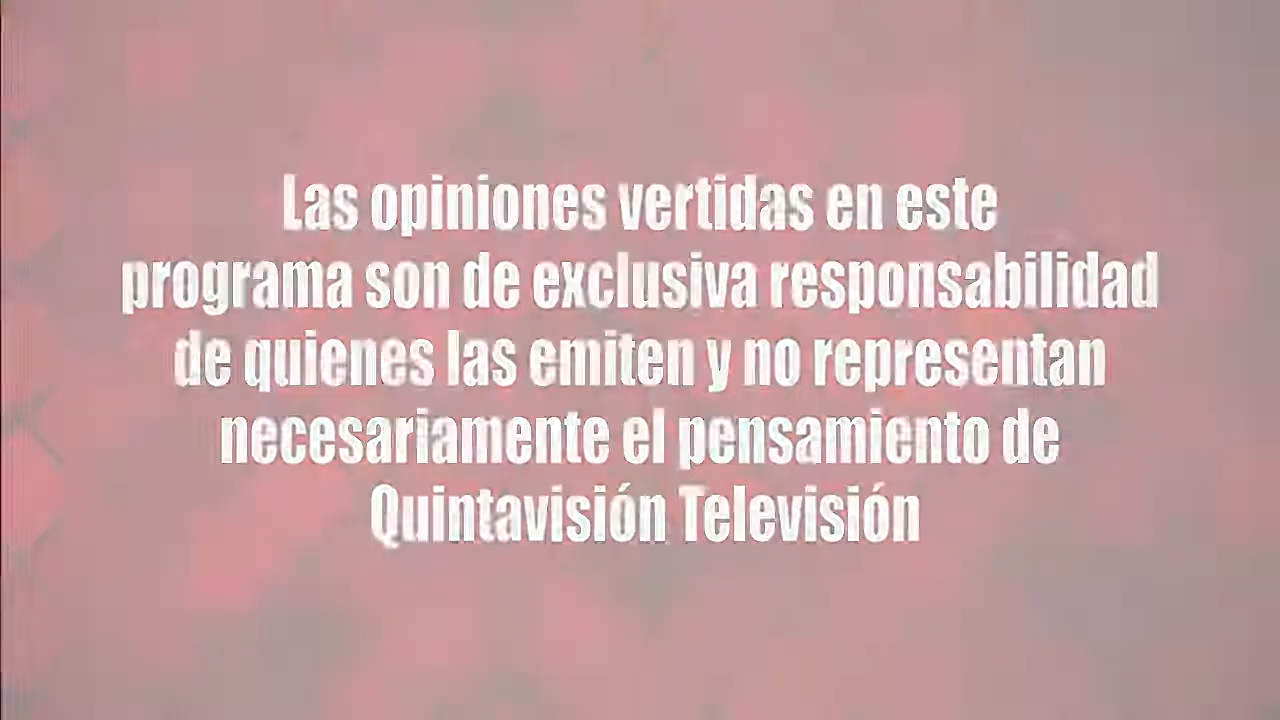 Las opiniones vertidas en este
programa son de exclusiva responsabilidad
de quienes las emiten y no representan
necesariamente el pensamiento de
Quintavisión Televisión